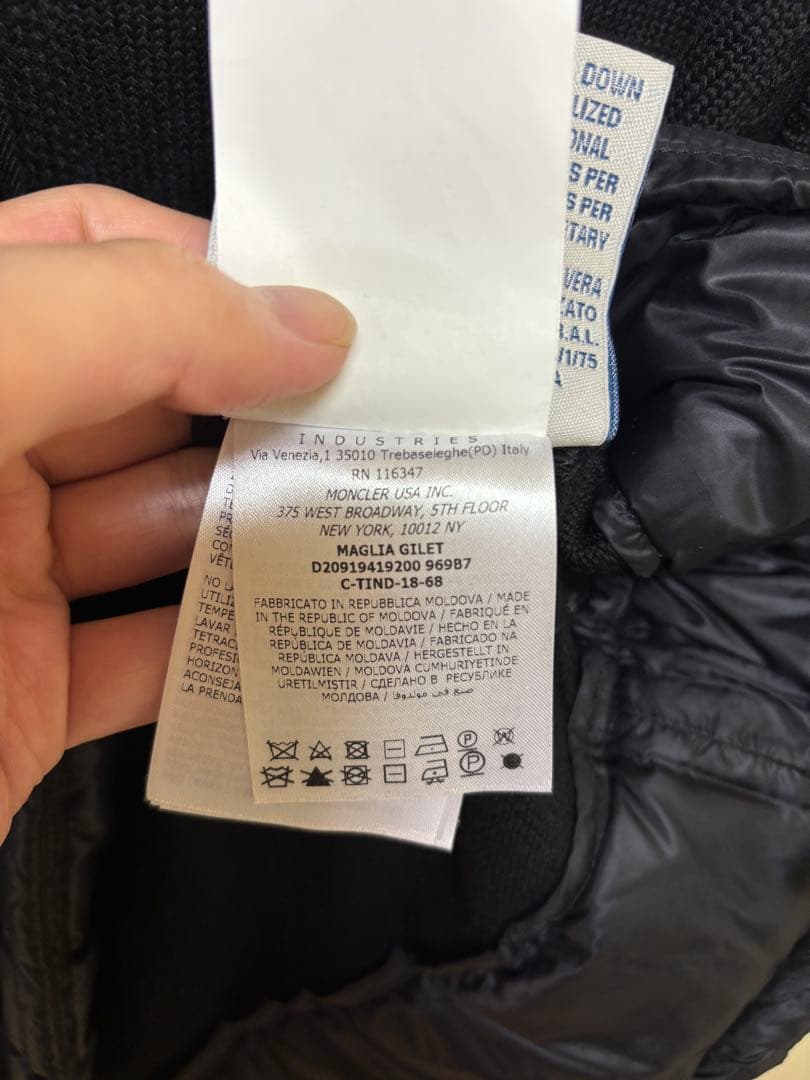 DOWN
LIZED
ONAL
S PER
S PER
TARY
VERA
CATO
R.A.L.
/1/75
A
INDUSTRIES
Via Venezia,1 35010 Trebaseleghe(PD) Italy
RN 116347
MONCLER USA INC.
375 WEST BROADWAY, 5TH FLOOR
NEW YORK, 10012 NY
MAGLIA GILET
D20919419200 969B7
C-TIND-18-68
FABBRICATO IN REPUBBLICA MOLDOVA / MADE
IN THE REPUBLIC OF MOLDOVA / FABRIQUÉ EN
RÉPUBLIQUE DE MOLDAVIE / HECHO EN LA
REPÚBLICA DE MOLDAVIA / FABRICADO NA
REPÚBLICA MOLDAVA / HERGESTELLT IN
MOLDAWIEN / MOLDOVA CUMHURIYETINDE
ÜRETILMIŞTIR / СДЕЛАНО В РЕСПУБЛИКЕ
МОЛДОВА / صنع في مولدوفا
VÊT
NO L
UTILIZ
TEMPE
LAVAR
TETRAC
PROFESI
HORIZON
ACONSEJA
LA PRENDA